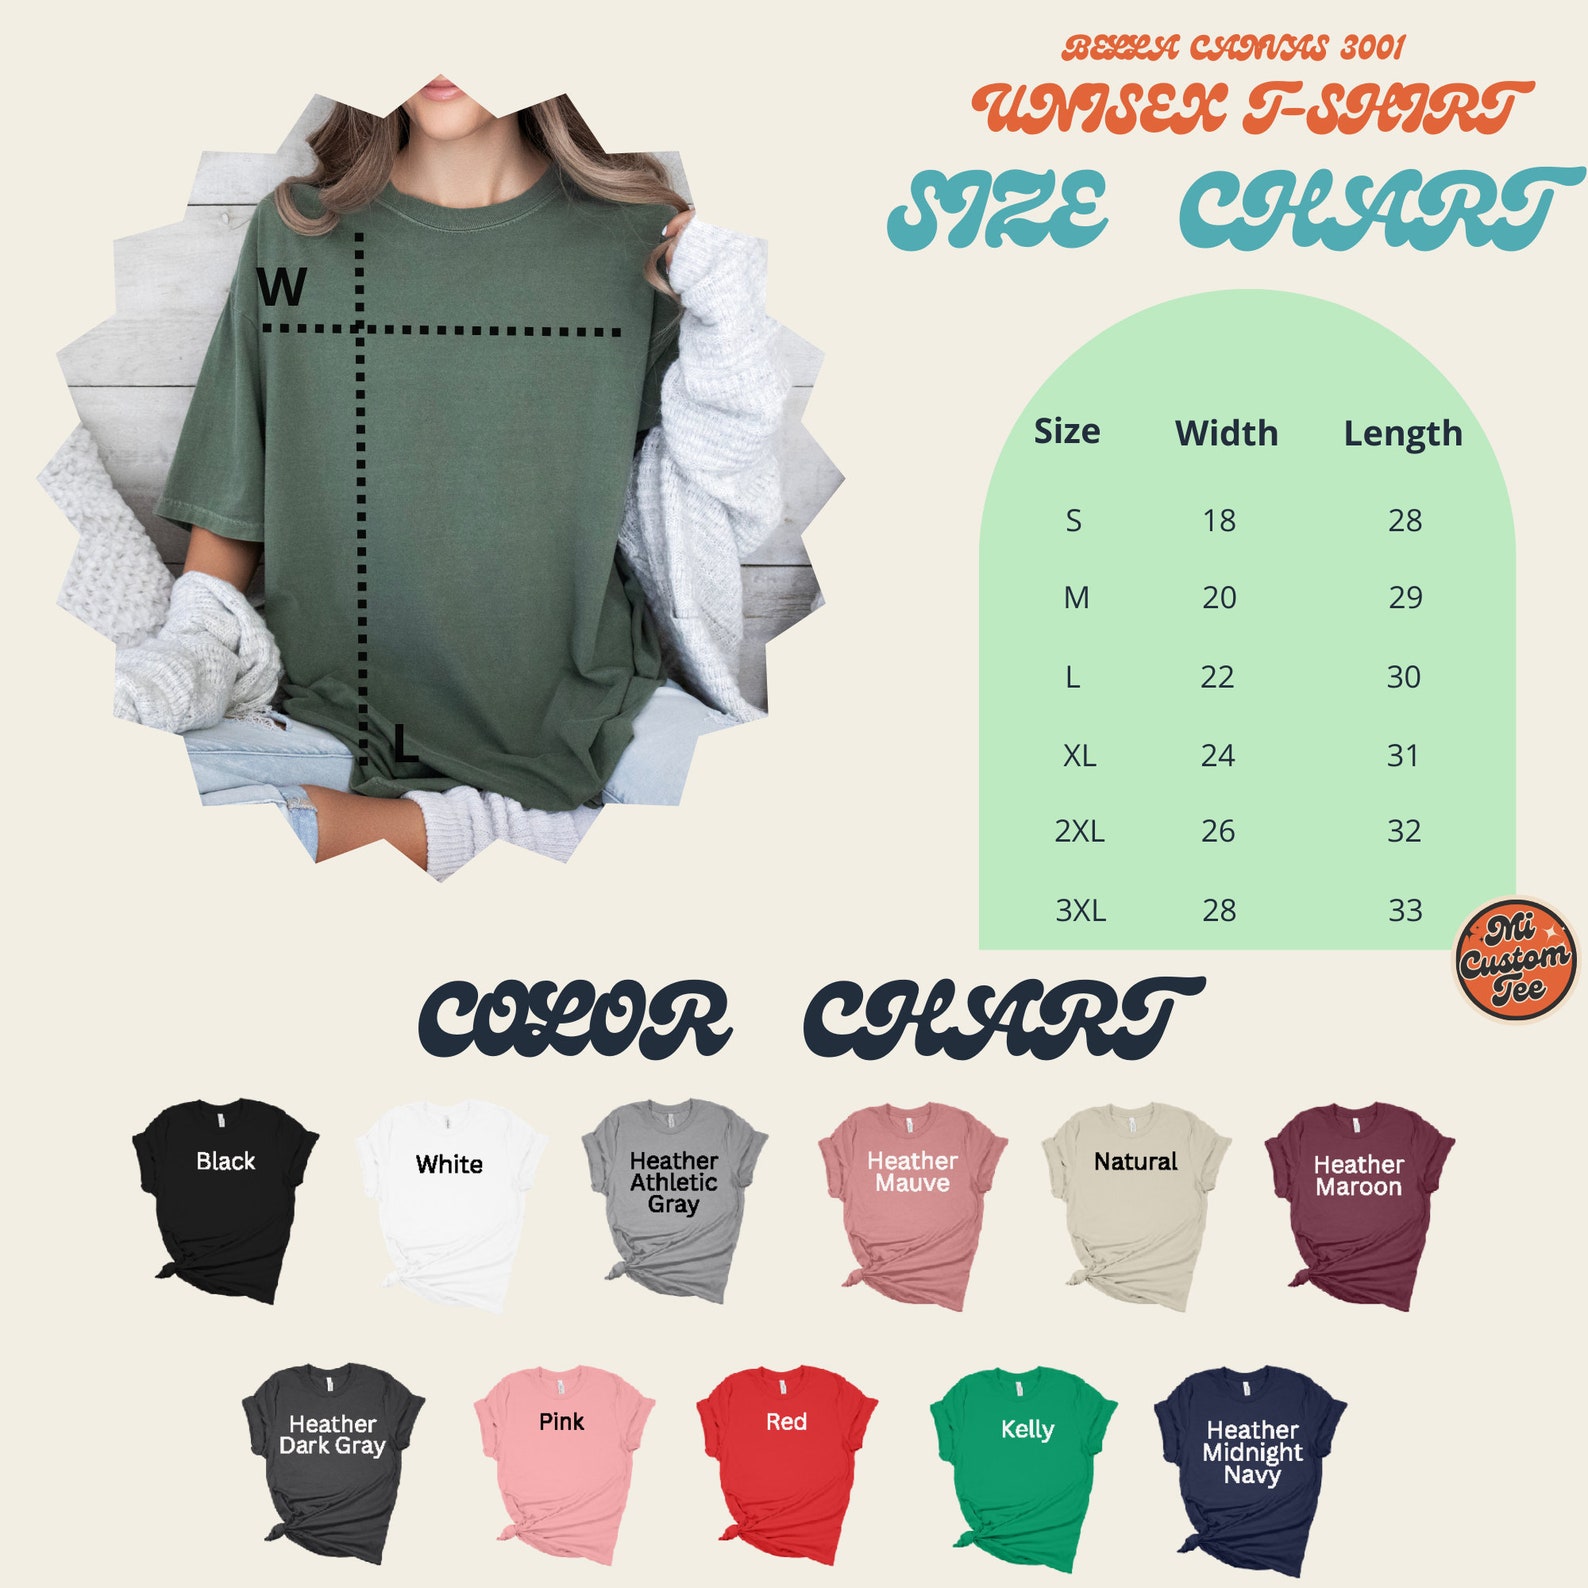 BELLA CANVAS 3001
UNISEX T-SHIRT
SIZE CHART
W
L
Size Width Length
S 18 28
M 20 29
L 22 30
XL 24 31
2XL 26 32
3XL 28 33
Mi
Custom
Tee
COLOR CHART
Black
White
Heather
Athletic
Gray
Heather
Mauve
Natural
Heather
Maroon
Heather
Dark Gray
Pink
Red
Kelly
Heather
Midnight
Navy